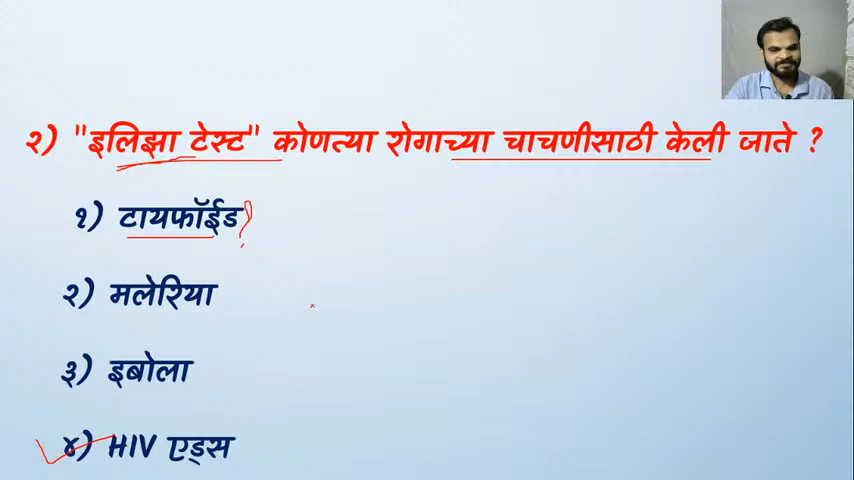 २) "इलिझा टेस्ट" कोणत्या रोगाच्या चाचणीसाठी केली जाते ?
१) टायफॉईड?
२) मलेरिया
३) इबोला
४) HIV एड्स